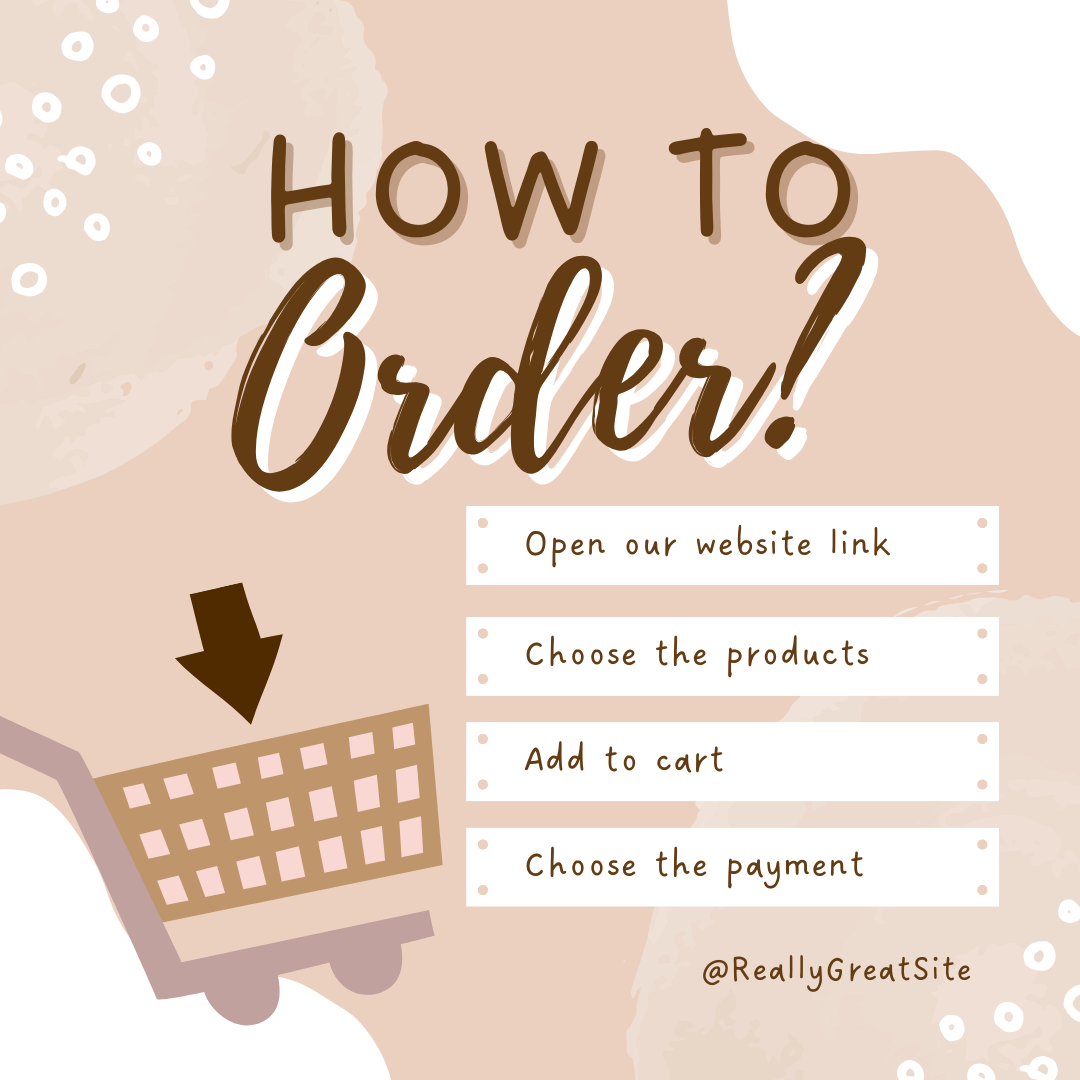 HOW TO
Order?
Open our website link
Choose the products
Add to cart
Choose the payment
@ReallyGreatSite